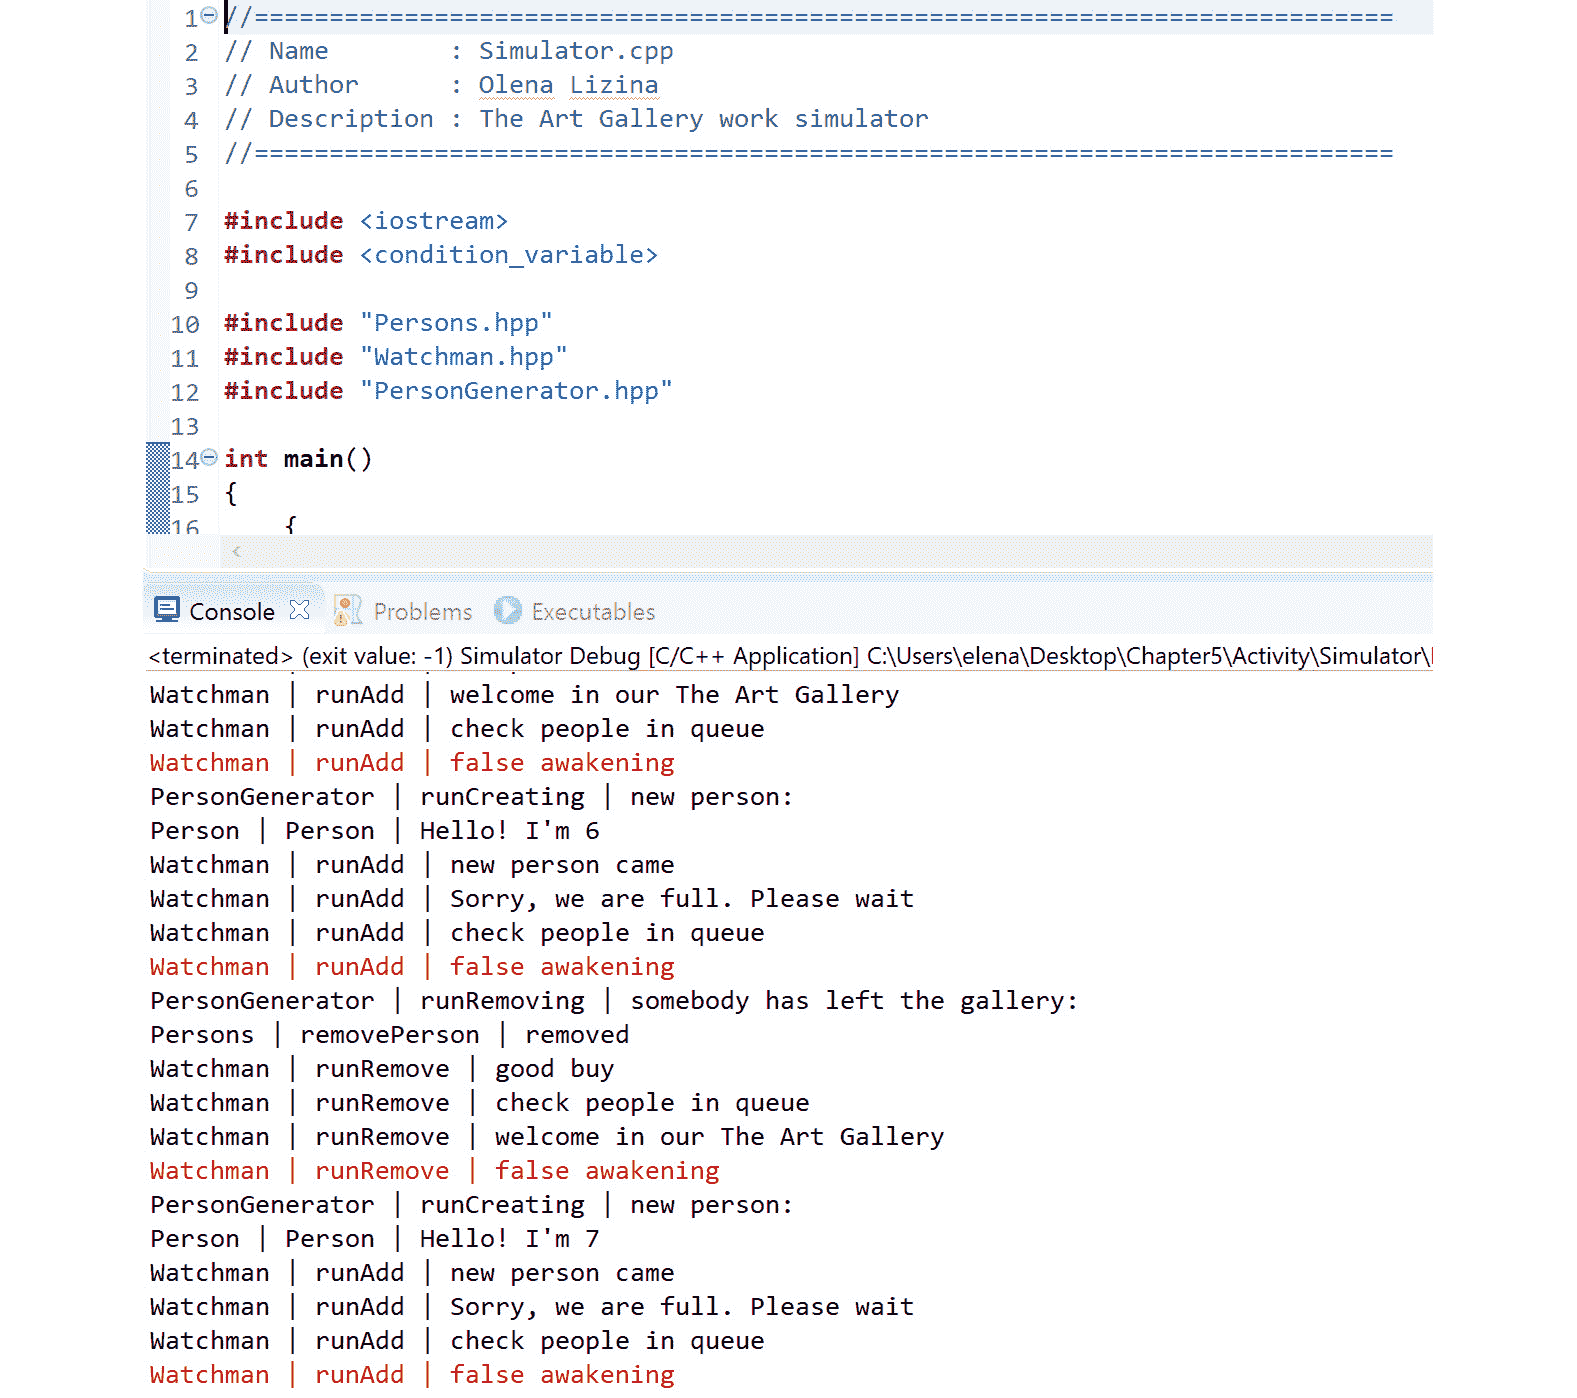 1 //============================================================================
2 // Name        : Simulator.cpp
3 // Author      : Olena Lizina
4 // Description : The Art Gallery work simulator
5 //============================================================================
6
7 #include <iostream>
8 #include <condition_variable>
9
10 #include "Persons.hpp"
11 #include "Watchman.hpp"
12 #include "PersonGenerator.hpp"
13
14 int main()
15 {
16     {
Console Problems Executables
<terminated> (exit value: -1) Simulator Debug [C/C++ Application] C:\Users\elena\Desktop\Chapter5\Activity\Simulator\
Watchman | runAdd | welcome in our The Art Gallery
Watchman | runAdd | check people in queue
Watchman | runAdd | false awakening
PersonGenerator | runCreating | new person:
Person | Person | Hello! I'm 6
Watchman | runAdd | new person came
Watchman | runAdd | Sorry, we are full. Please wait
Watchman | runAdd | check people in queue
Watchman | runAdd | false awakening
PersonGenerator | runRemoving | somebody has left the gallery:
Persons | removePerson | removed
Watchman | runRemove | good buy
Watchman | runRemove | check people in queue
Watchman | runRemove | welcome in our The Art Gallery
Watchman | runRemove | false awakening
PersonGenerator | runCreating | new person:
Person | Person | Hello! I'm 7
Watchman | runAdd | new person came
Watchman | runAdd | Sorry, we are full. Please wait
Watchman | runAdd | check people in queue
Watchman | runAdd | false awakening